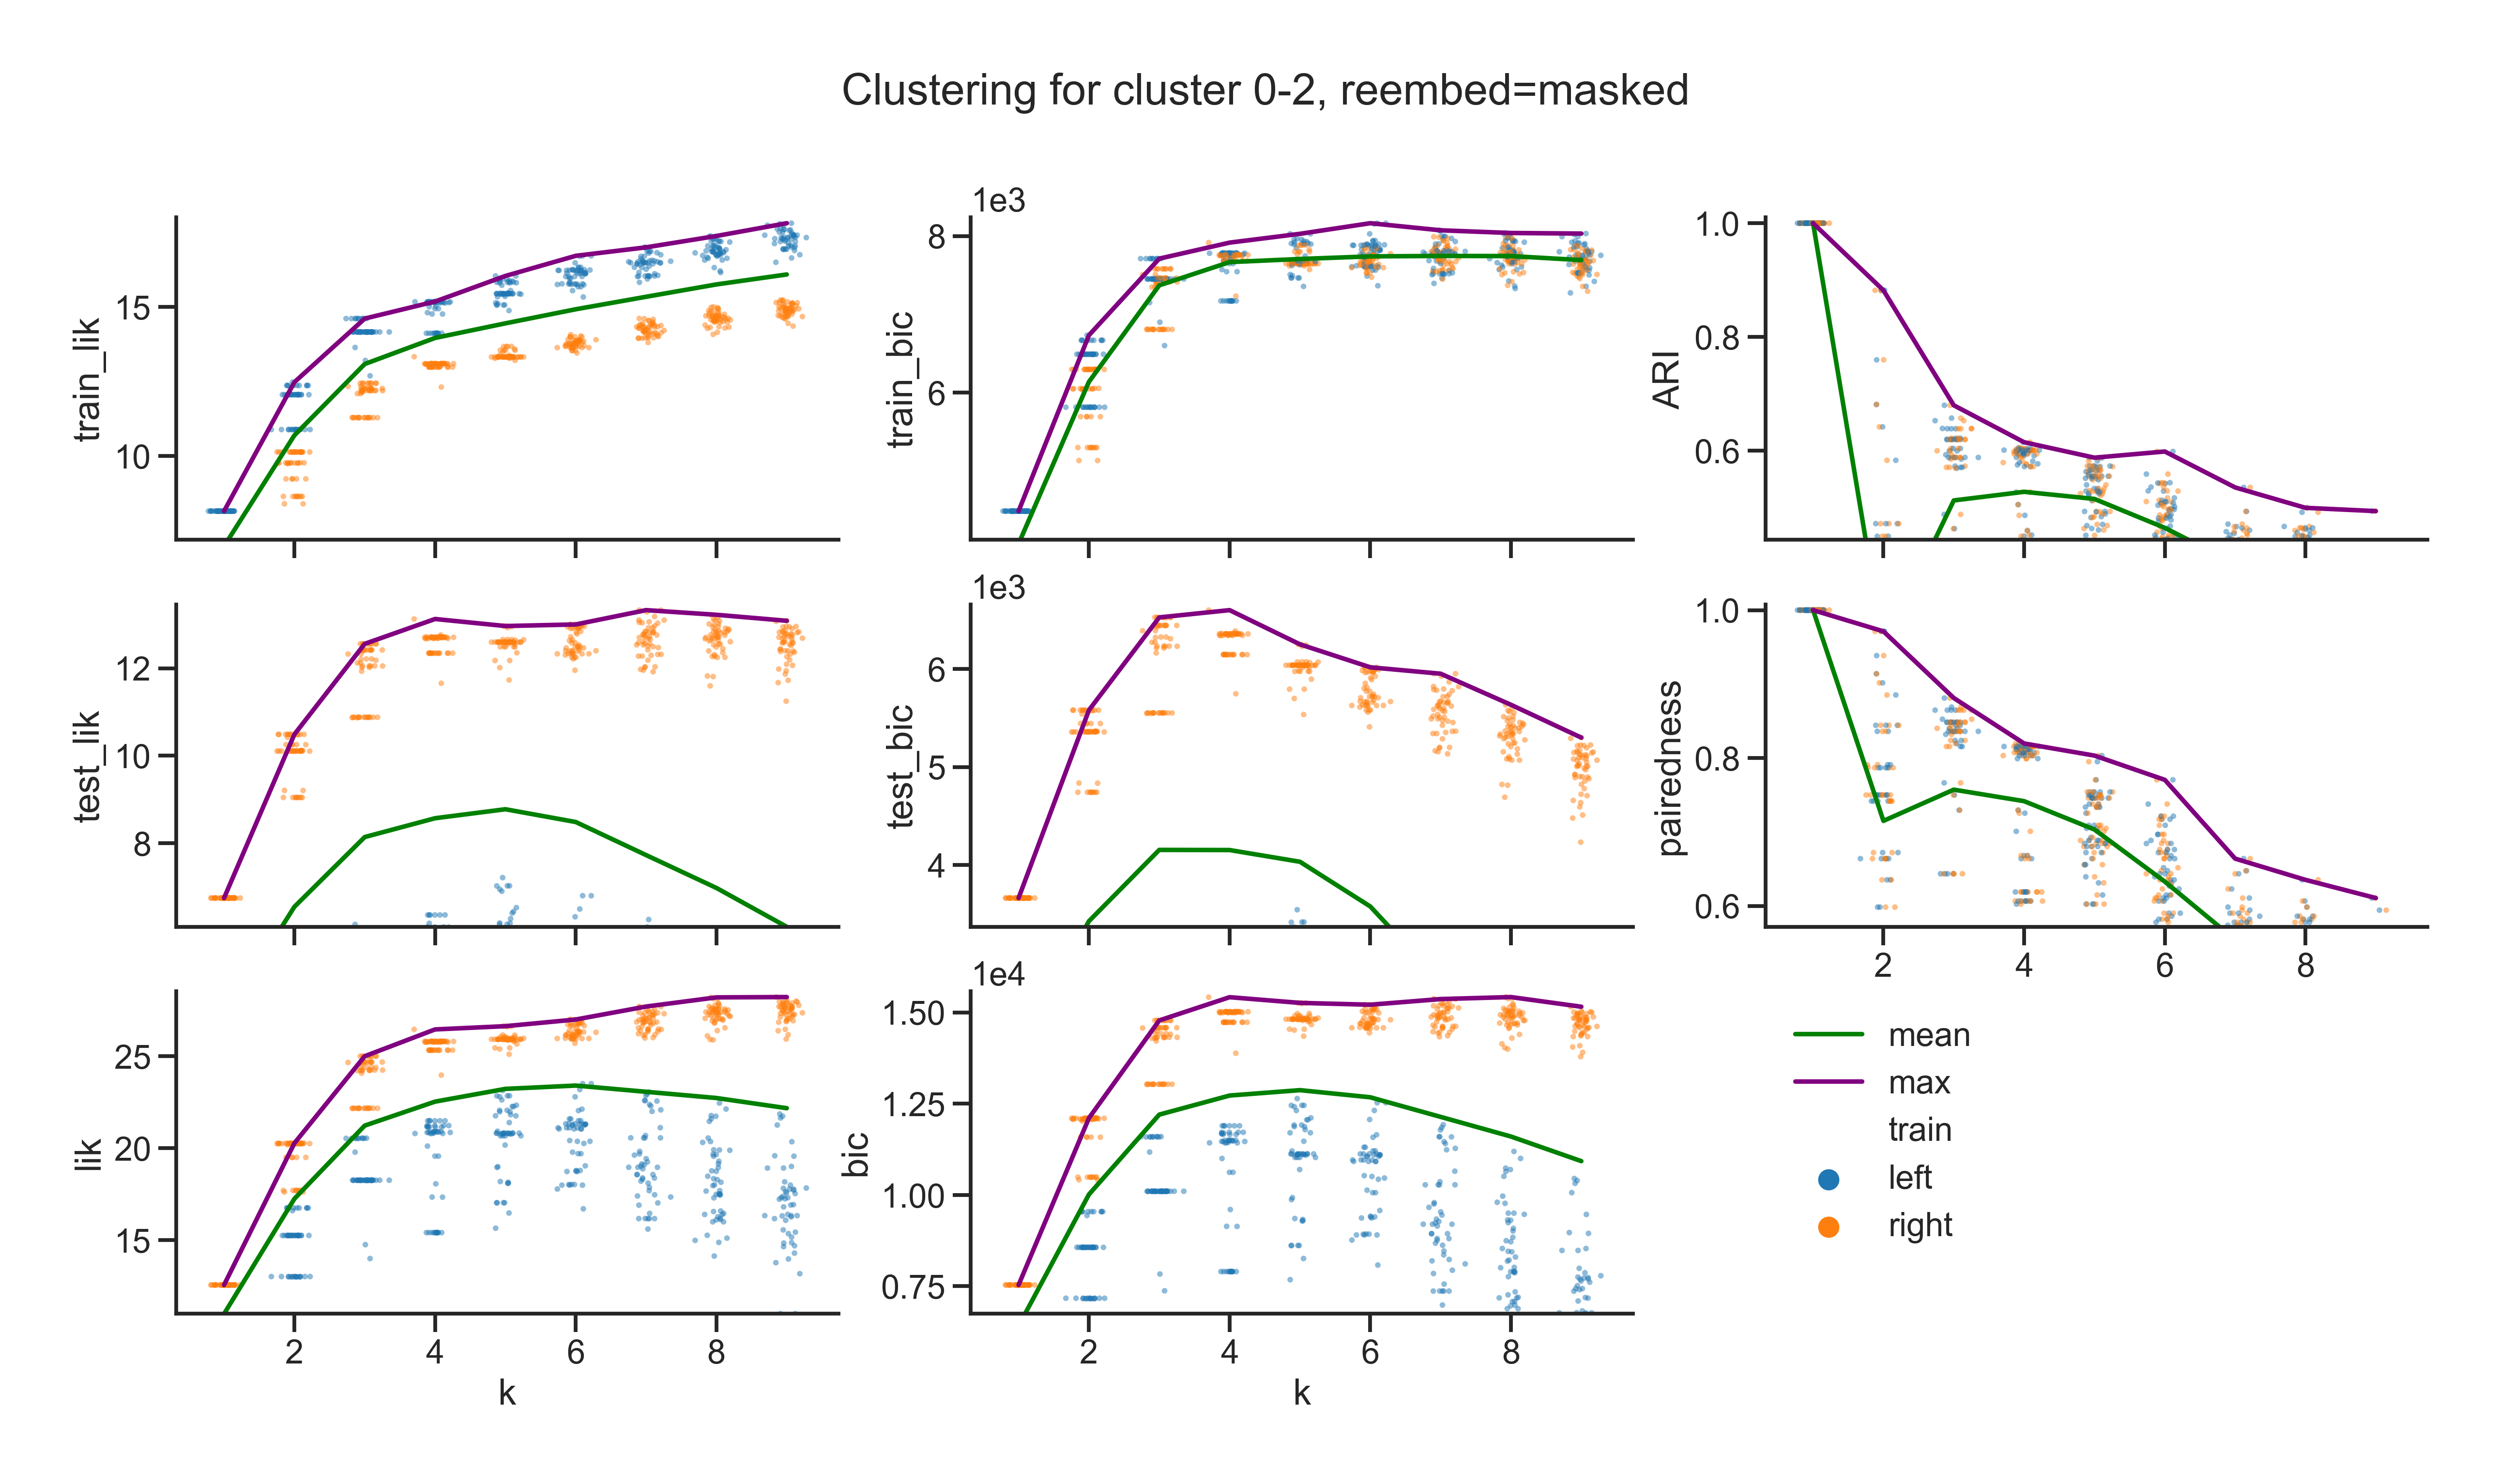 Clustering for cluster 0-2, reembed=masked
train_lik
15
10
1e3
train_bic
8
6
ARI
1.0
0.8
0.6
test_lik
12
10
8
1e3
test_bic
6
5
4
pairedness
1.0
0.8
0.6
2 4 6 8
lik
25
20
15
2 4 6 8
k
1e4
bic
1.50
1.25
1.00
0.75
2 4 6 8
k
mean
max
train
left
right